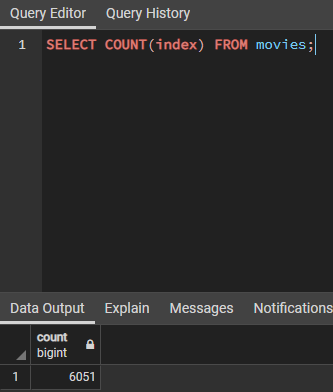 Query Editor Query History
1 SELECT COUNT(index) FROM movies;
Data Output Explain Messages Notifications
count
bigint
1 6051